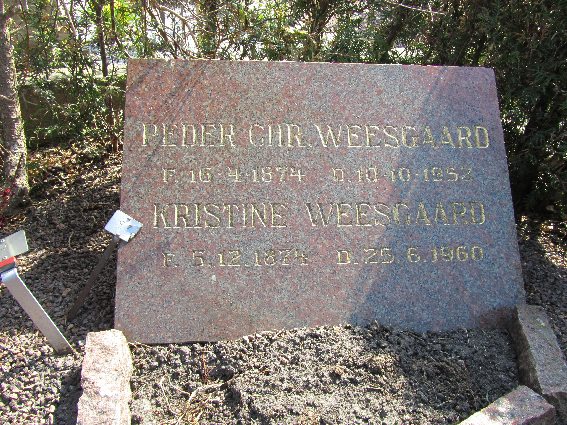 PEDER CHR. WEESGAARD
F. 16-4-1874 D. 10-10-1952
KRISTINE WEESGAARD
F. 5.12.1874 D. 25.6.1960